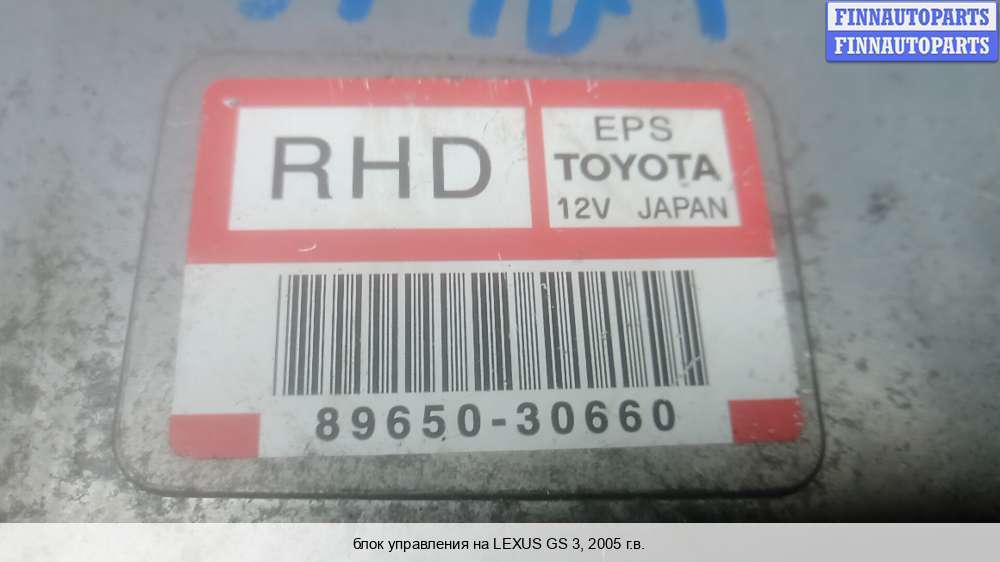 FINNAUTOPARTS
FINNAUTOPARTS
RHD
EPS
TOYOTA
12V JAPAN
89650-30660
блок управления на LEXUS GS 3, 2005 г.в.